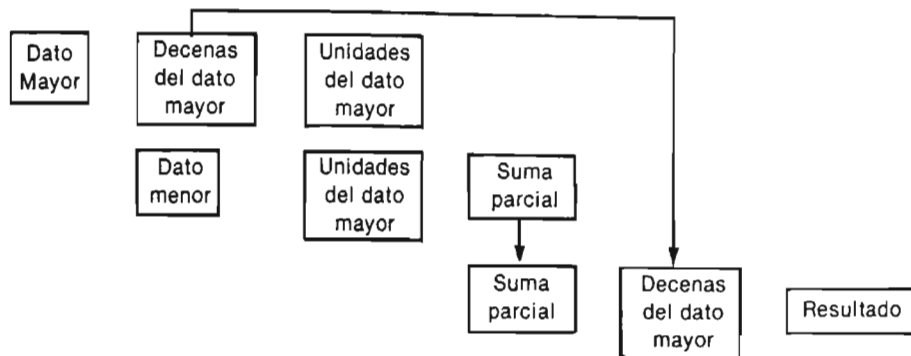 Dato
Mayor
Decenas
del dato
mayor
Unidades
del dato
mayor
Dato
menor
Unidades
del dato
mayor
Suma
parcial
Suma
parcial
Decenas
del dato
mayor
Resultado